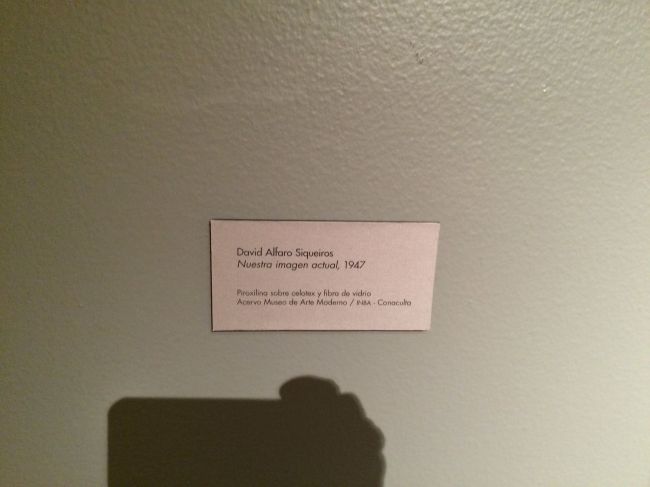 David Alfaro Siqueiros
Nuestra imagen actual, 1947
Piroxilina sobre celotex y fibra de vidrio
Acervo Museo de Arte Moderno / INBA - Conaculta